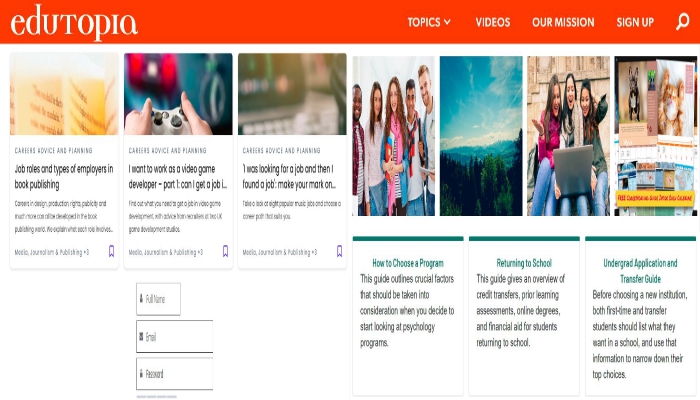 edutopia
TOPICS VIDEOS OUR MISSION SIGN UP
CAREERS ADVICE AND PLANNING
Job roles and types of employers in
book publishing
Careers in design, production, rights, publicity and
much more can all be developed in the book
publishing world. We explain what each role involves...
Media, Journalism & Publishing +3
CAREERS ADVICE AND PLANNING
I want to work as a video game
developer – part 1: can I get a job i...
Find out what you need to get a job in video game
development, with advice from recruiters at two UK
game development studios.
Media, Journalism & Publishing +3
CAREERS ADVICE AND PLANNING
'I was looking for a job and then I
found a job': make your mark on...
Take a look at eight popular music jobs and choose a
career path that suits you.
Media, Journalism & Publishing +3
How to Choose a Program
This guide outlines crucial factors
that should be taken into
consideration when you decide to
start looking at psychology
programs.
Returning to School
This guide gives an overview of
credit transfers, prior learning
assessments, online degrees,
and financial aid for students
returning to school.
Undergrad Application and
Transfer Guide
Before choosing a new institution,
both first-time and transfer
students should list what they
want in a school, and use that
information to narrow down their
top choices.
Full Name
Email
Password